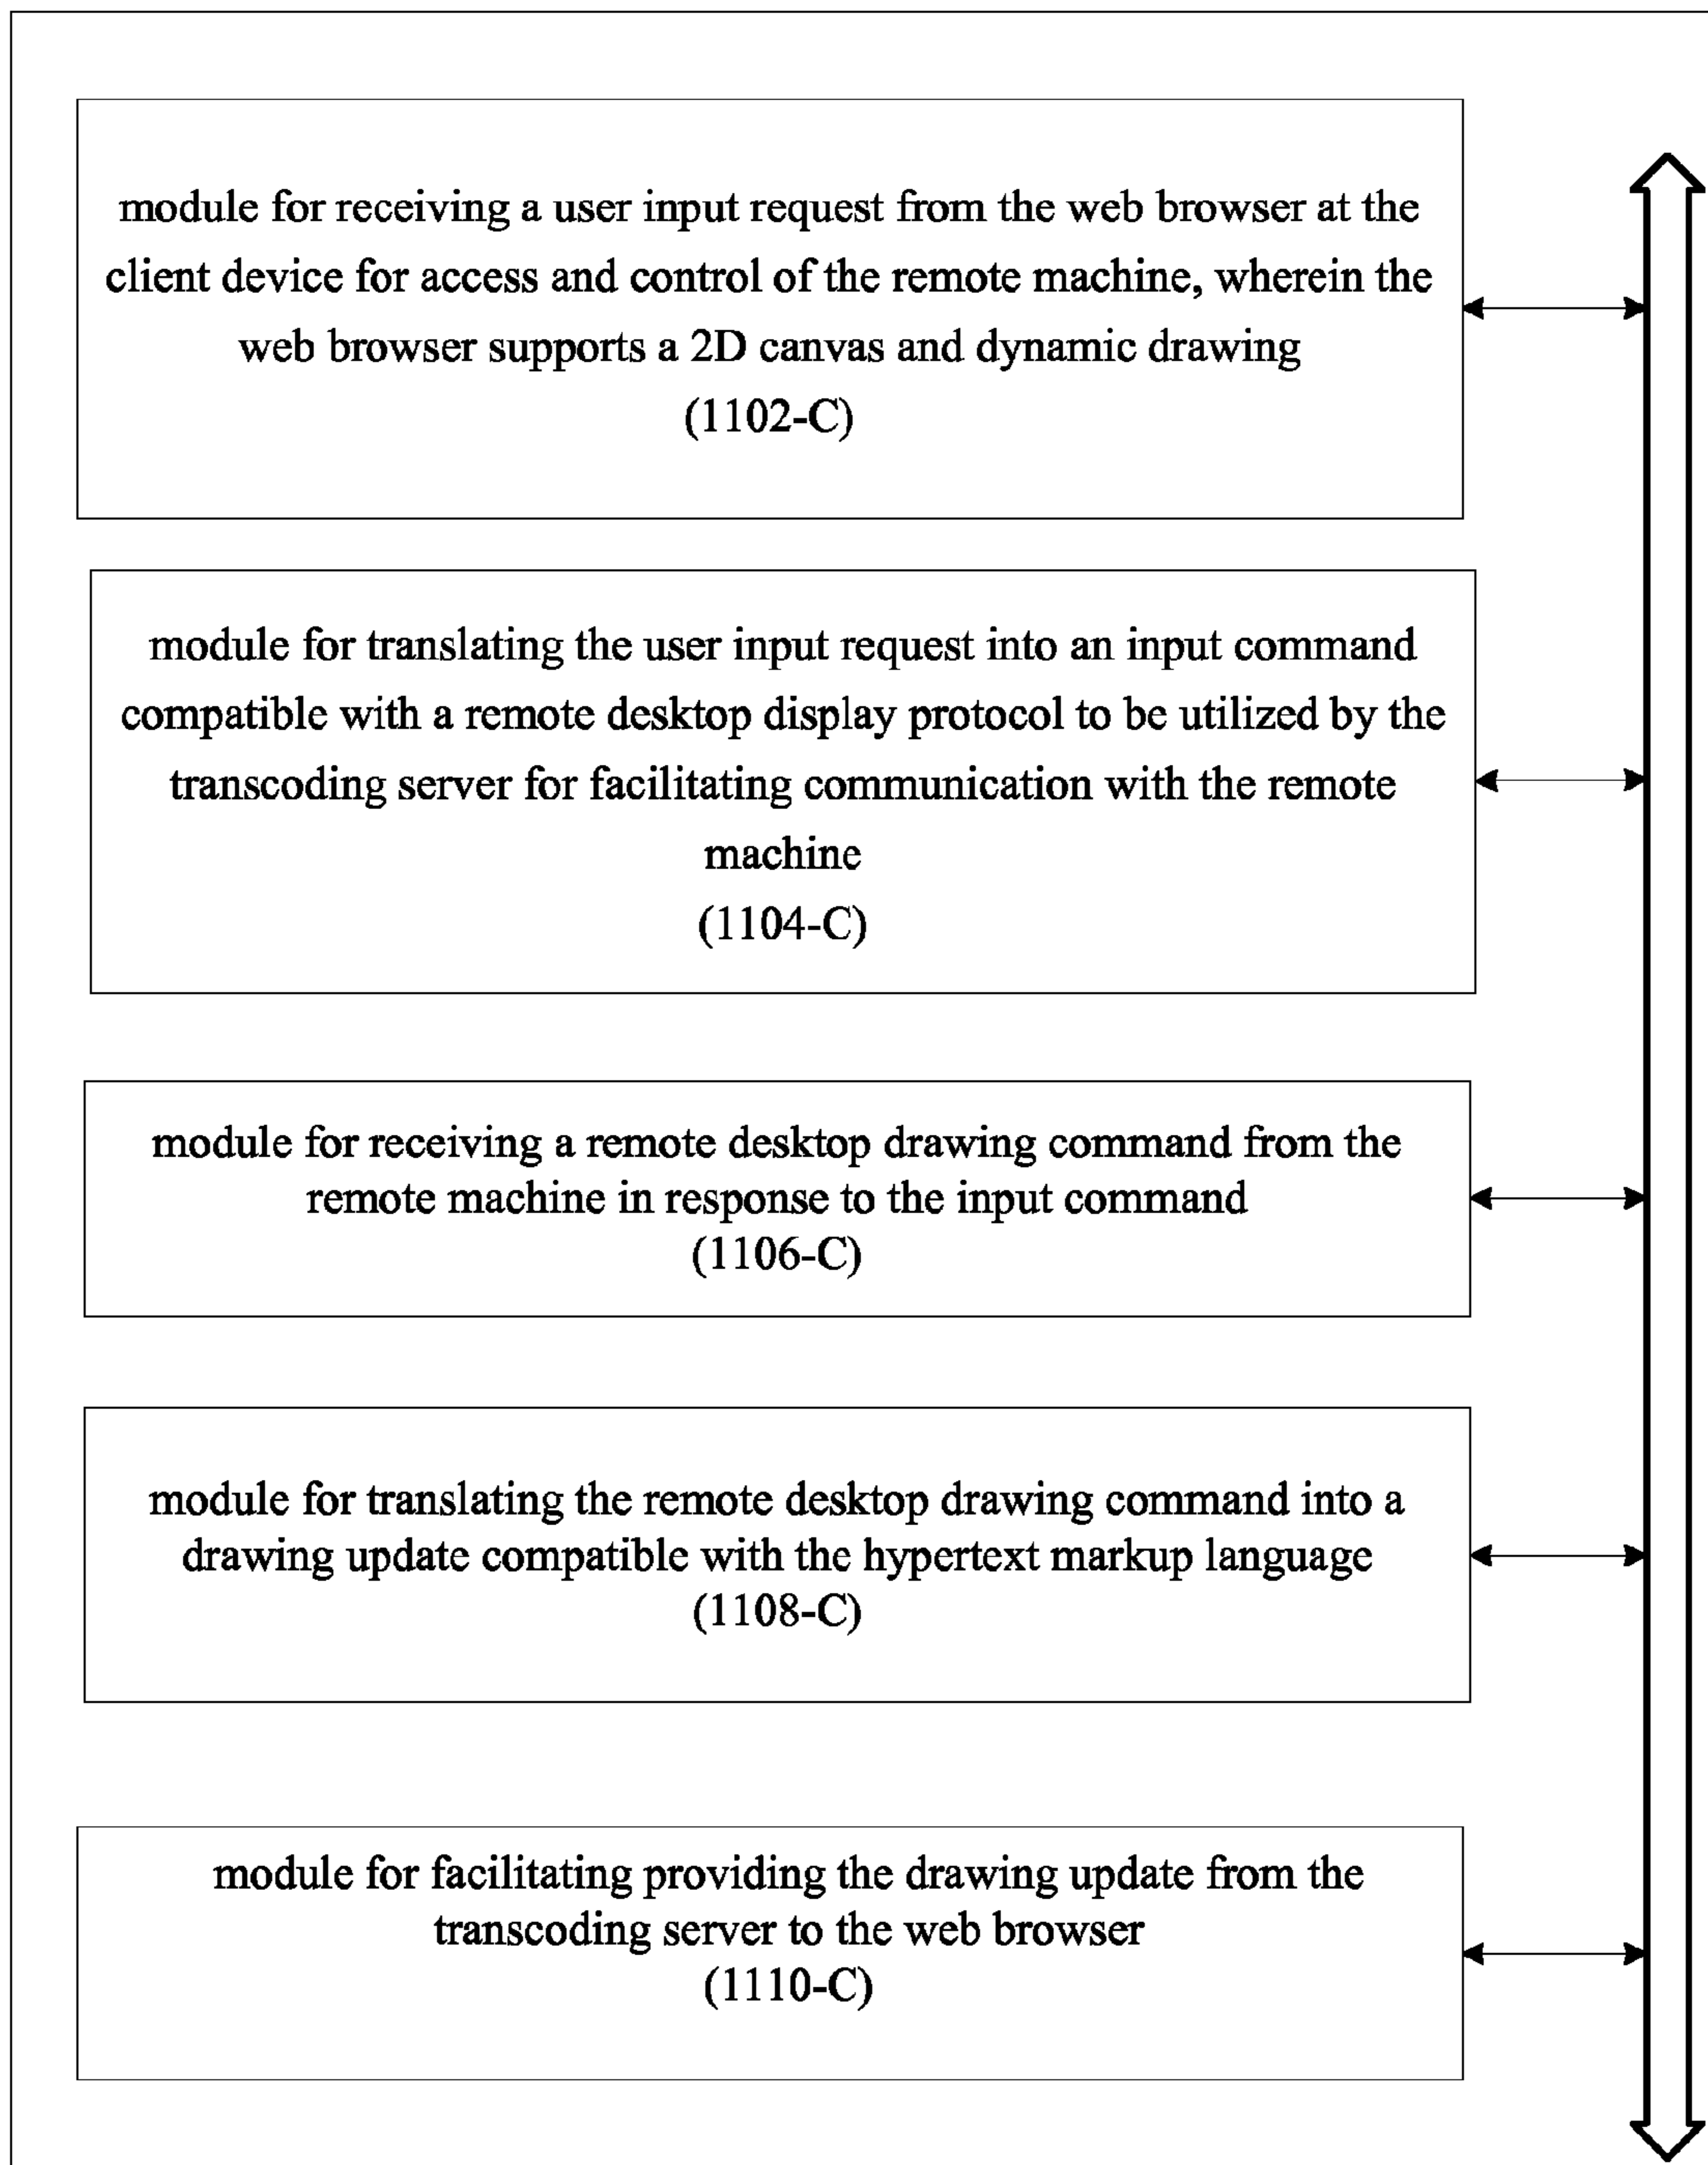 module for receiving a user input request from the web browser at the
client device for access and control of the remote machine, wherein the
web browser supports a 2D canvas and dynamic drawing
(1102-C)
module for translating the user input request into an input command
compatible with a remote desktop display protocol to be utilized by the
transcoding server for facilitating communication with the remote
machine
(1104-C)
module for receiving a remote desktop drawing command from the
remote machine in response to the input command
(1106-C)
module for translating the remote desktop drawing command into a
drawing update compatible with the hypertext markup language
(1108-C)
module for facilitating providing the drawing update from the
transcoding server to the web browser
(1110-C)